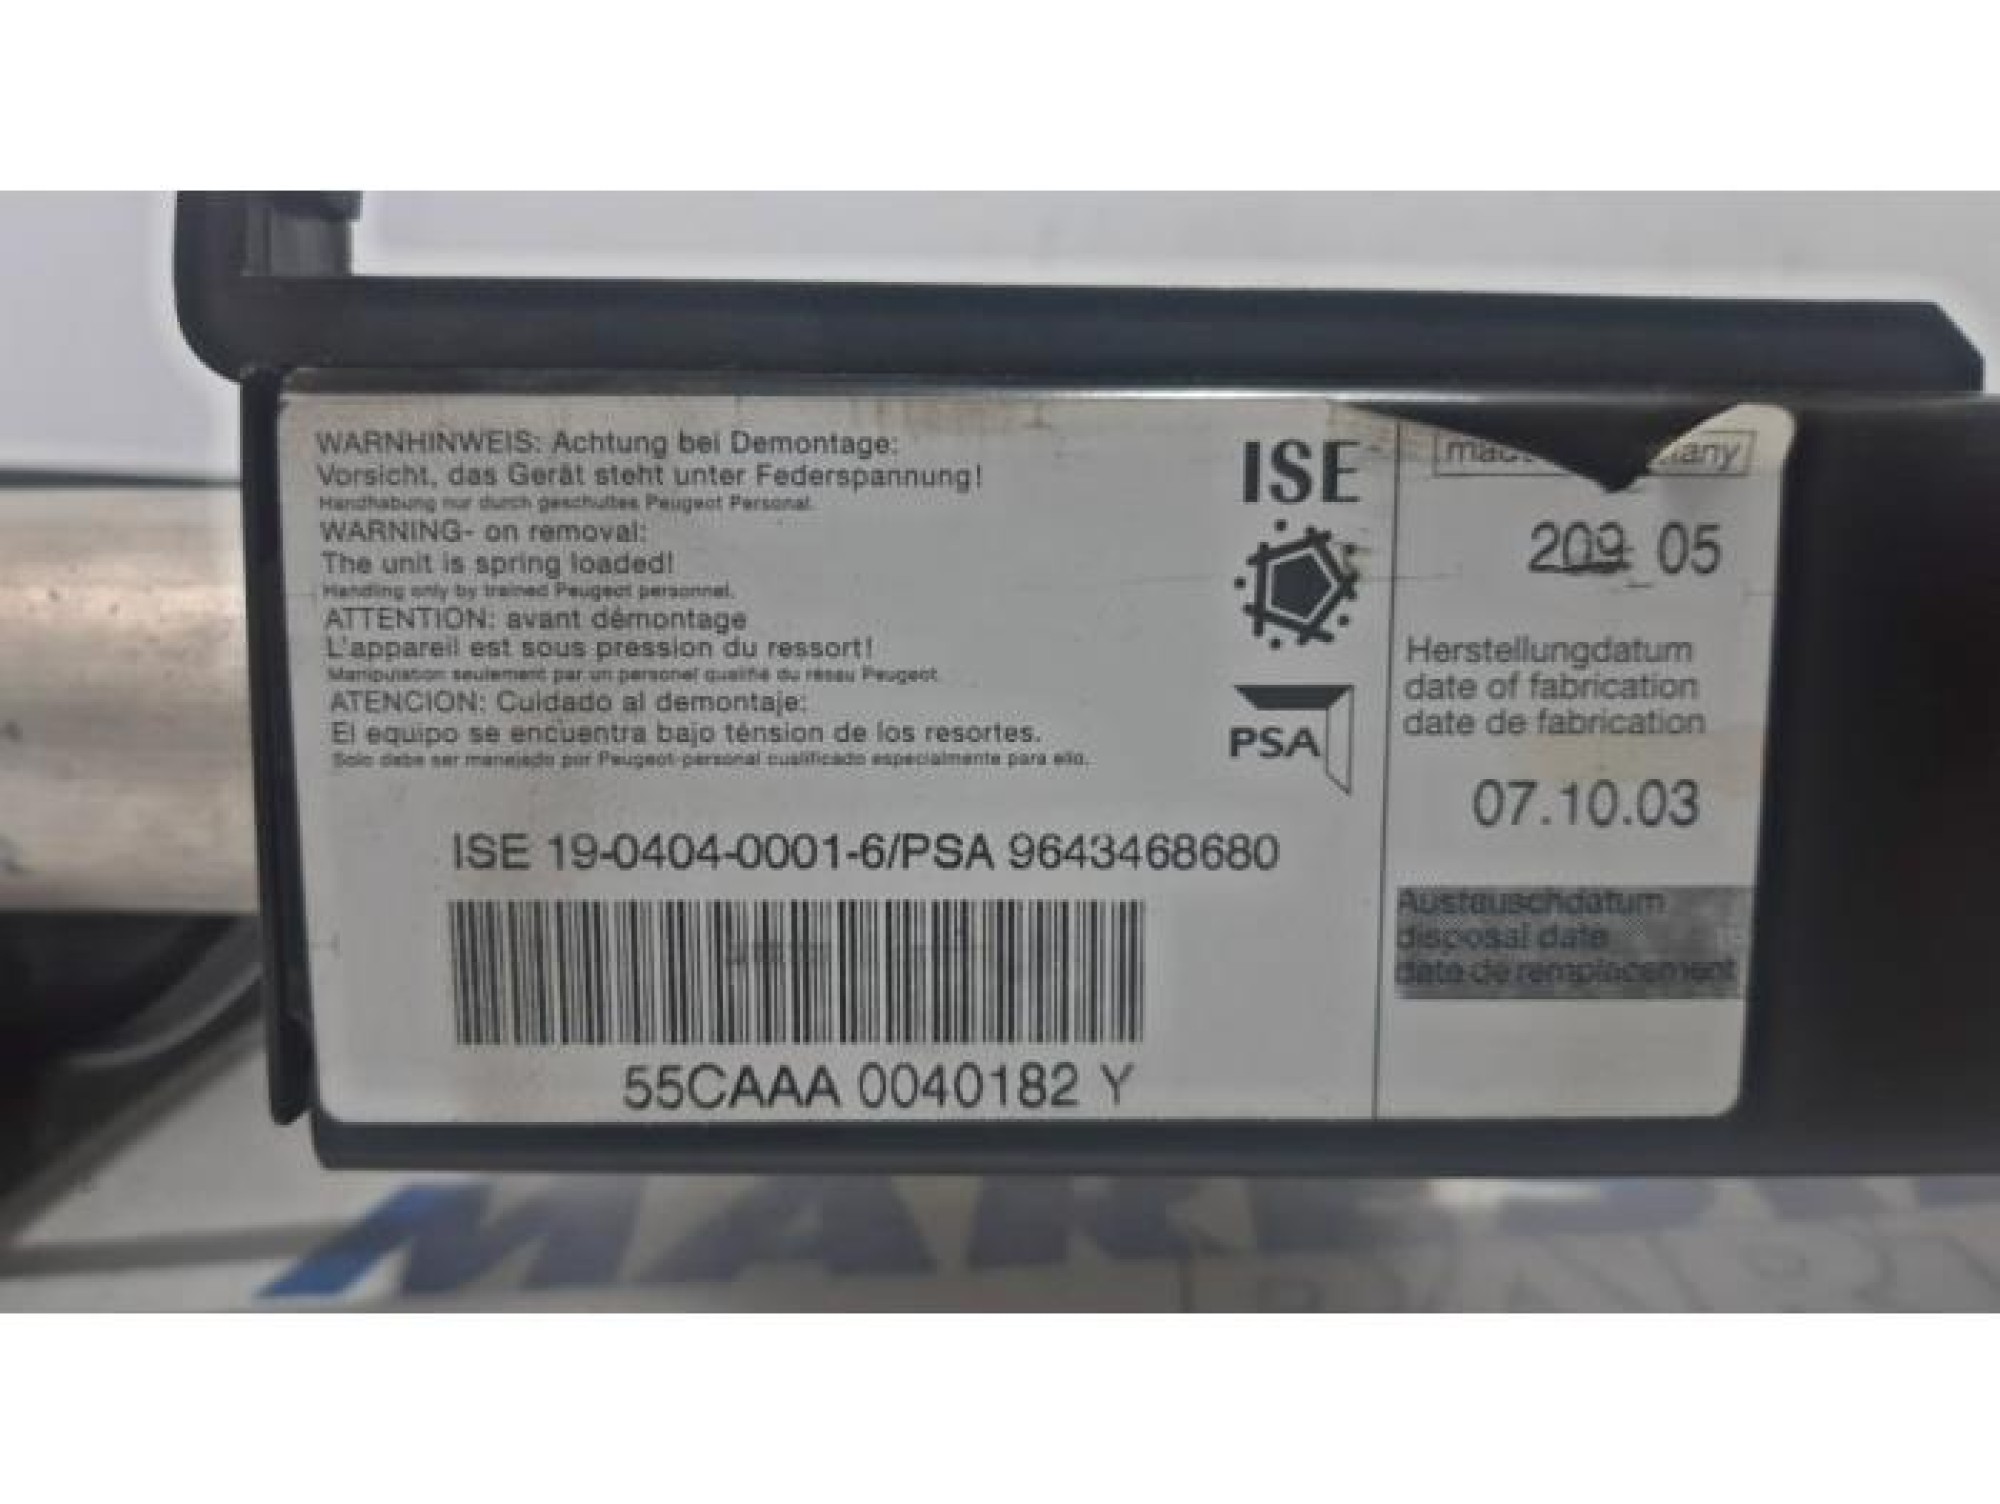 WARNHINWEIS: Achtung bei Demontage:
Vorsicht, das Gerät steht unter Federspannung!
Handhabung nur durch geschultes Peugeot Personal.
WARNING- on removal:
The unit is spring loaded!
Handling only by trained Peugeot personnel.
ATTENTION: avant démontage
L'appareil est sous pression du ressort!
Manipulation seulement par un personel qualifié du résau Peugeot.
ATENCION: Cuidado al demontaje:
El equipo se encuentra bajo ténsion de los resortes.
Solo debe ser manejado por Peugeot-personal cualificado especialmente para ello.
ISE
PSA
ISE 19-0404-0001-6/PSA 9643468680
55CAAA 0040182 Y
209 05
Herstellungdatum
date of fabrication
date de fabrication
07.10.03
Austauschdatum
disposal date
date de remplacement